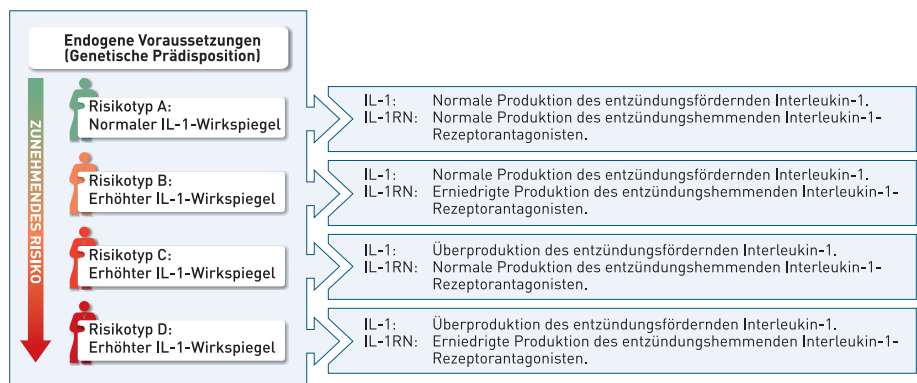 Endogene Voraussetzungen
(Genetische Prädisposition)
ZUNEHMENDES RISIKO
Risikotyp A:
Normaler IL-1-Wirkspiegel
IL-1: Normale Produktion des entzündungsfördernden Interleukin-1.
IL-1RN: Normale Produktion des entzündungshemmenden Interleukin-1-
Rezeptorantagonisten.
Risikotyp B:
Erhöhter IL-1-Wirkspiegel
IL-1: Normale Produktion des entzündungsfördernden Interleukin-1.
IL-1RN: Erniedrigte Produktion des entzündungshemmenden Interleukin-1-
Rezeptorantagonisten.
Risikotyp C:
Erhöhter IL-1-Wirkspiegel
IL-1: Überproduktion des entzündungsfördernden Interleukin-1.
IL-1RN: Normale Produktion des entzündungshemmenden Interleukin-1-
Rezeptorantagonisten.
Risikotyp D:
Erhöhter IL-1-Wirkspiegel
IL-1: Überproduktion des entzündungsfördernden Interleukin-1.
IL-1RN: Erniedrigte Produktion des entzündungshemmenden Interleukin-1-
Rezeptorantagonisten.